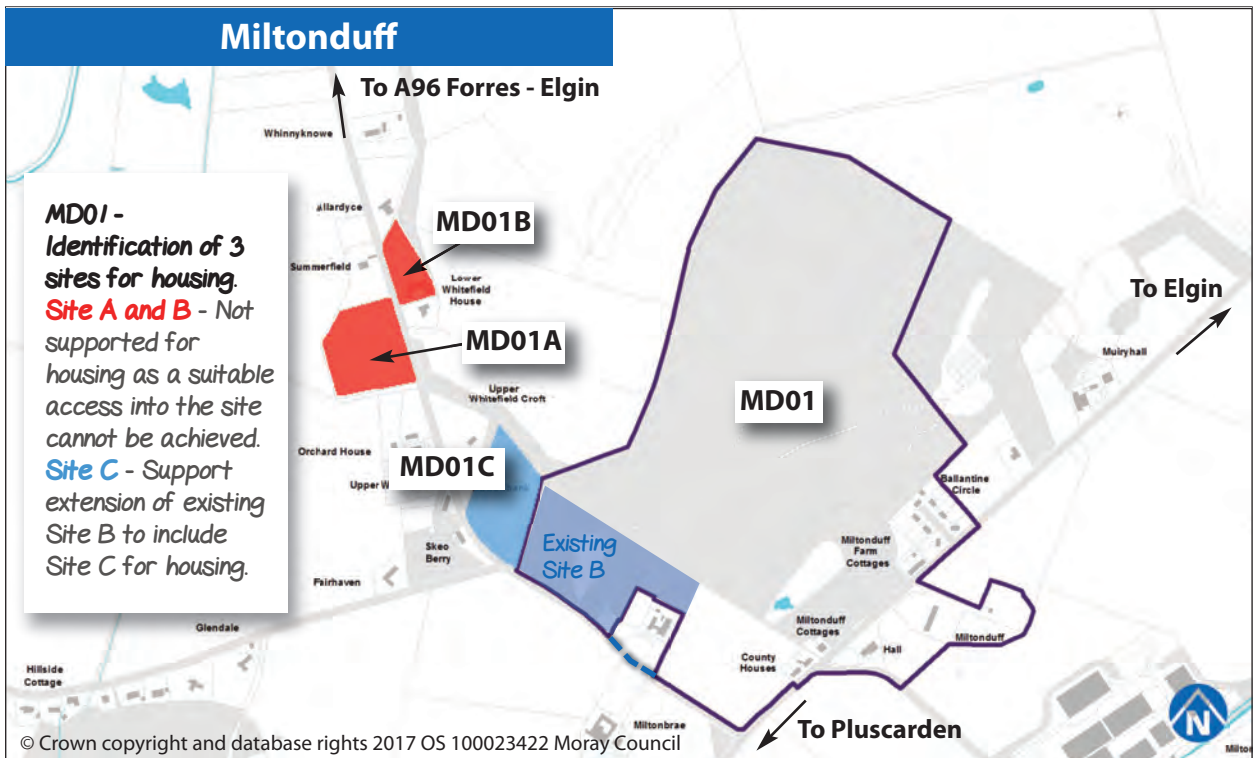 Miltonduff
To A96 Forres - Elgin
Whinnyknowe
MD01 -
Identification of 3
sites for housing.
Site A and B - Not
supported for
housing as a suitable
access into the site
cannot be achieved.
Site C - Support
extension of existing
Site B to include
Site C for housing.
Allardyce
MD01B
Summerfield
Lower
Whitefield
House
To Elgin
MD01A
Muiryhall
Upper
Whitefield Croft
MD01
Orchard House
MD01C
Ballantine
Circle
Existing
Site B
Skeo
Berry
Miltonduff
Farm
Cottages
Fairhaven
Glendale
Miltonduff
Cottages
Hall
Miltonduff
County
Houses
Hillside
Cottage
Miltonbrae
To Pluscarden
N
© Crown copyright and database rights 2017 OS 100023422 Moray Council